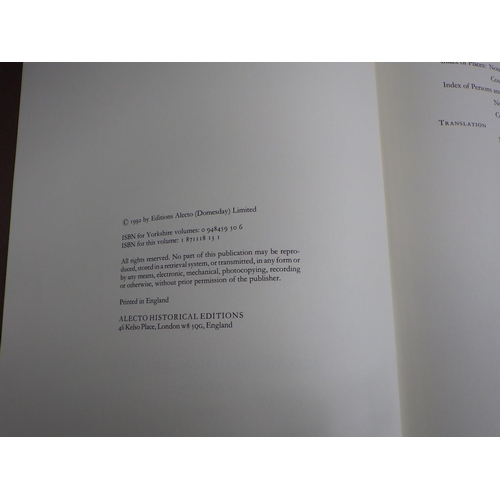 © 1992 by Editions Alecto (Domesday) Limited
ISBN for Yorkshire volumes: 0 948459 50 6
ISBN for this volume: 1 871118 13 1
All rights reserved. No part of this publication may be repro-
duced, stored in a retrieval system, or transmitted, in any form or
by any means, electronic, mechanical, photocopying, recording
or otherwise, without prior permission of the publisher.
Printed in England
ALECTO HISTORICAL EDITIONS
46 Kelso Place, London W8 5QG, England
Index of Places:
Index of Persons
TRANSLATION